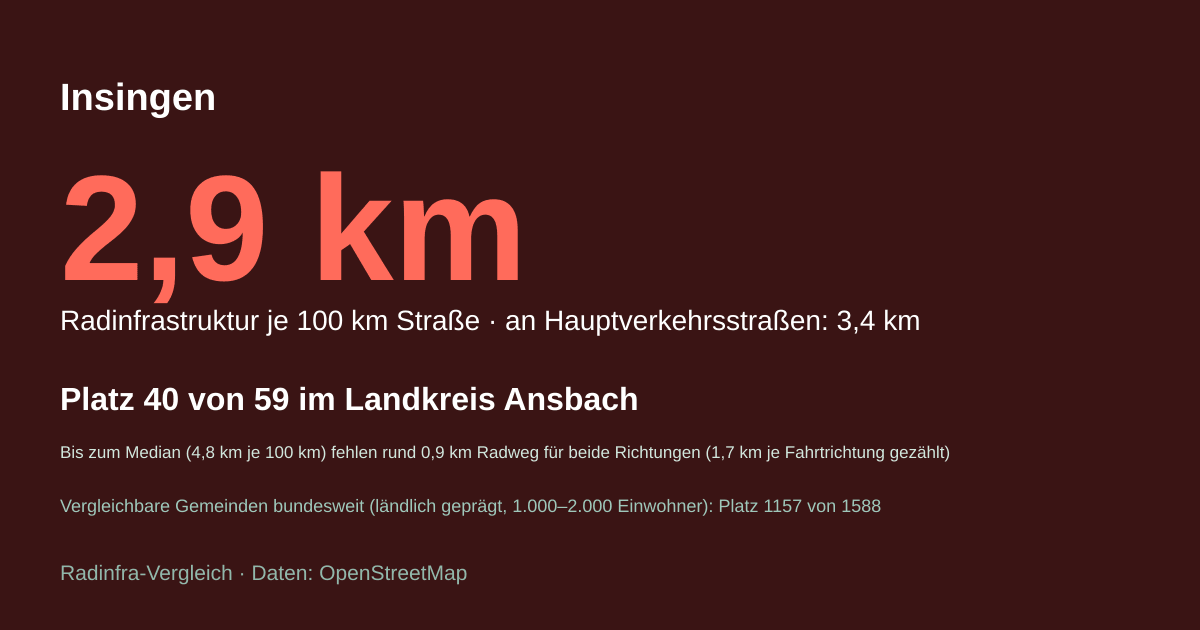 Insingen
2,9 km
Radinfrastruktur je 100 km Straße · an Hauptverkehrsstraßen: 3,4 km
Platz 40 von 59 im Landkreis Ansbach
Bis zum Median (4,8 km je 100 km) fehlen rund 0,9 km Radweg für beide Richtungen (1,7 km je Fahrtrichtung gezählt)
Vergleichbare Gemeinden bundesweit (ländlich geprägt, 1.000–2.000 Einwohner): Platz 1157 von 1588
Radinfra-Vergleich · Daten: OpenStreetMap